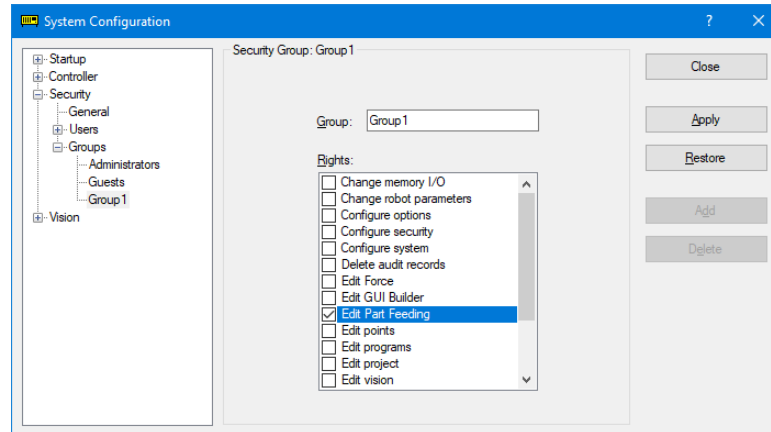 System Configuration
?
Startup
Controller
Security
General
Users
Groups
Administrators
Guests
Group1
Vision
Security Group: Group1
Group: Group1
Rights:
Change memory I/O
Change robot parameters
Configure options
Configure security
Configure system
Delete audit records
Edit Force
Edit GUI Builder
Edit Part Feeding
Edit points
Edit programs
Edit project
Edit vision
Close
Apply
Restore
Add
Delete